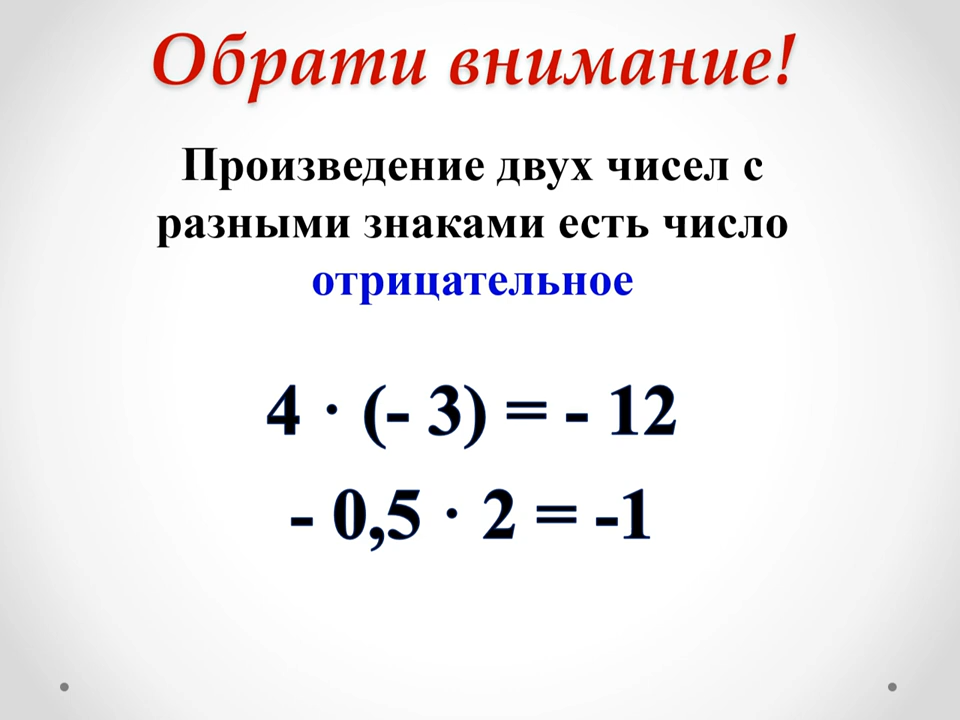 Обрати внимание!
Произведение двух чисел с
разными знаками есть число
отрицательное
4 · (- 3) = - 12
- 0,5 · 2 = -1